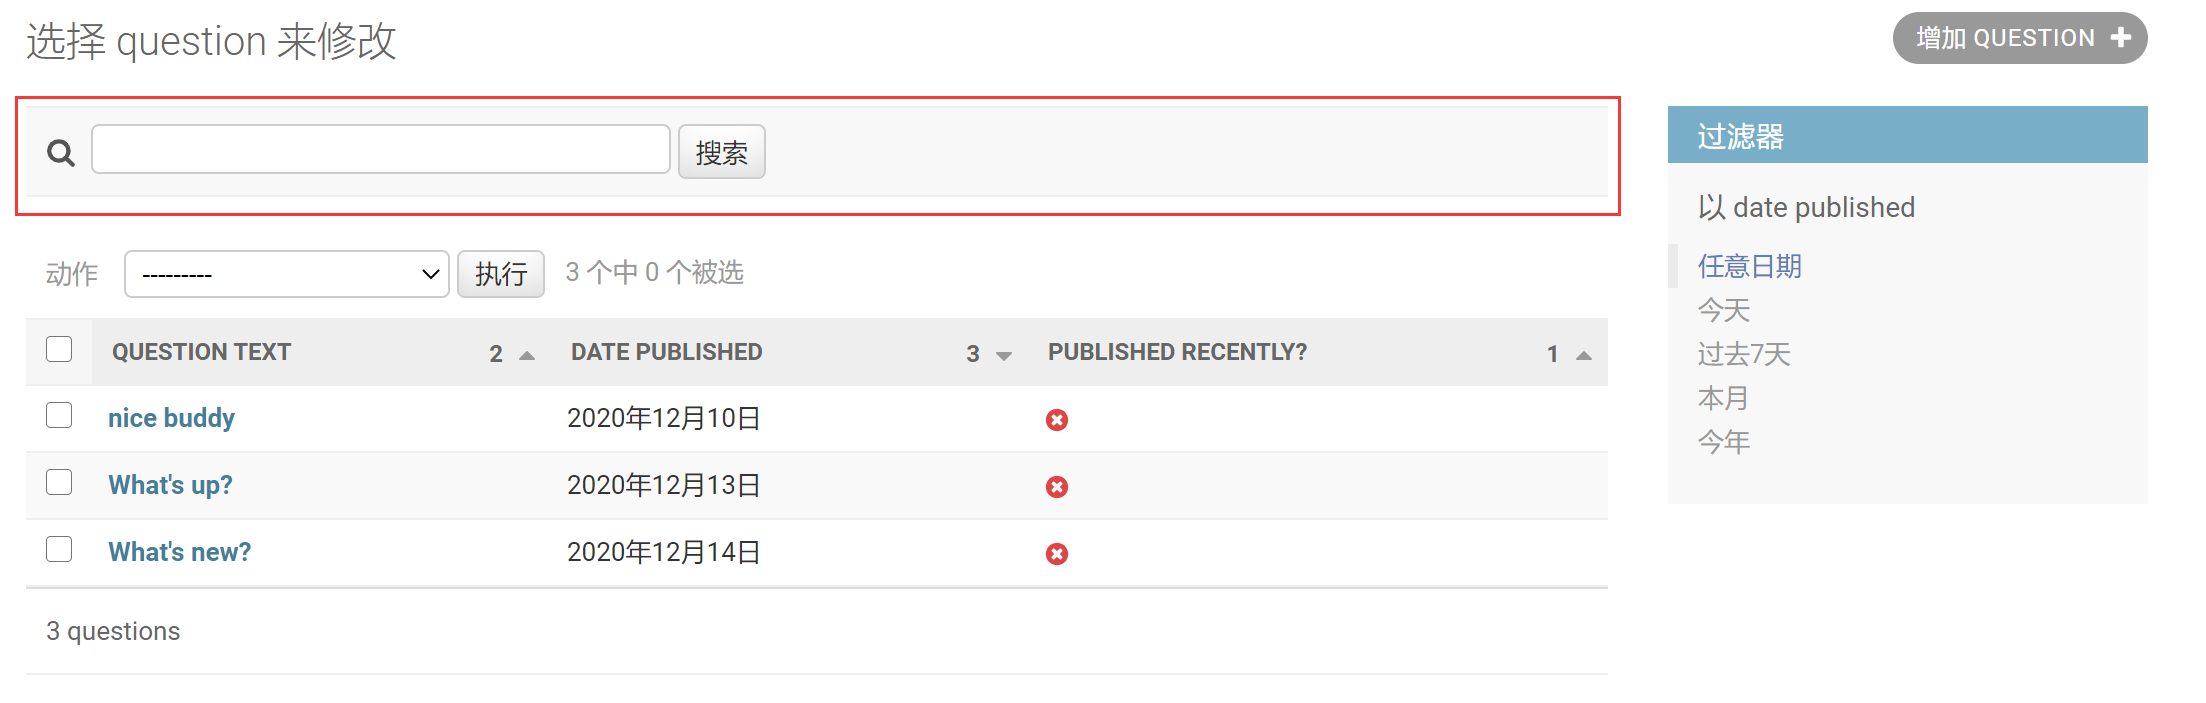 选择 question 来修改
增加 QUESTION
搜索
动作 --------- 执行 3 个中 0 个被选
QUESTION TEXT 2 DATE PUBLISHED 3 PUBLISHED RECENTLY? 1
nice buddy 2020年12月10日
What's up? 2020年12月13日
What's new? 2020年12月14日
3 questions
过滤器
以 date published
任意日期
今天
过去7天
本月
今年